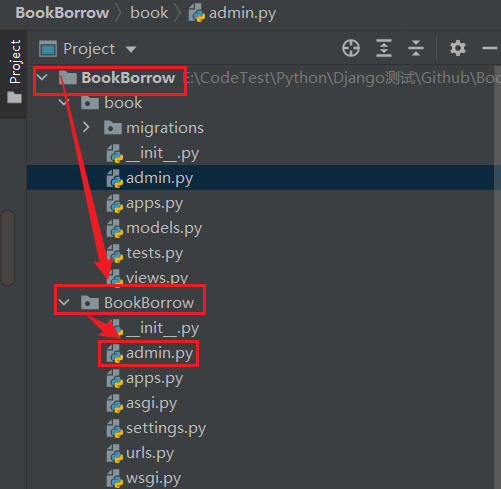 BookBorrow book admin.py
Project
Project
BookBorrow E:\CodeTest\Python\Django测试\Github\Boo
book
migrations
__init__.py
admin.py
apps.py
models.py
tests.py
views.py
BookBorrow
__init__.py
admin.py
apps.py
asgi.py
settings.py
urls.py
wsgi.py